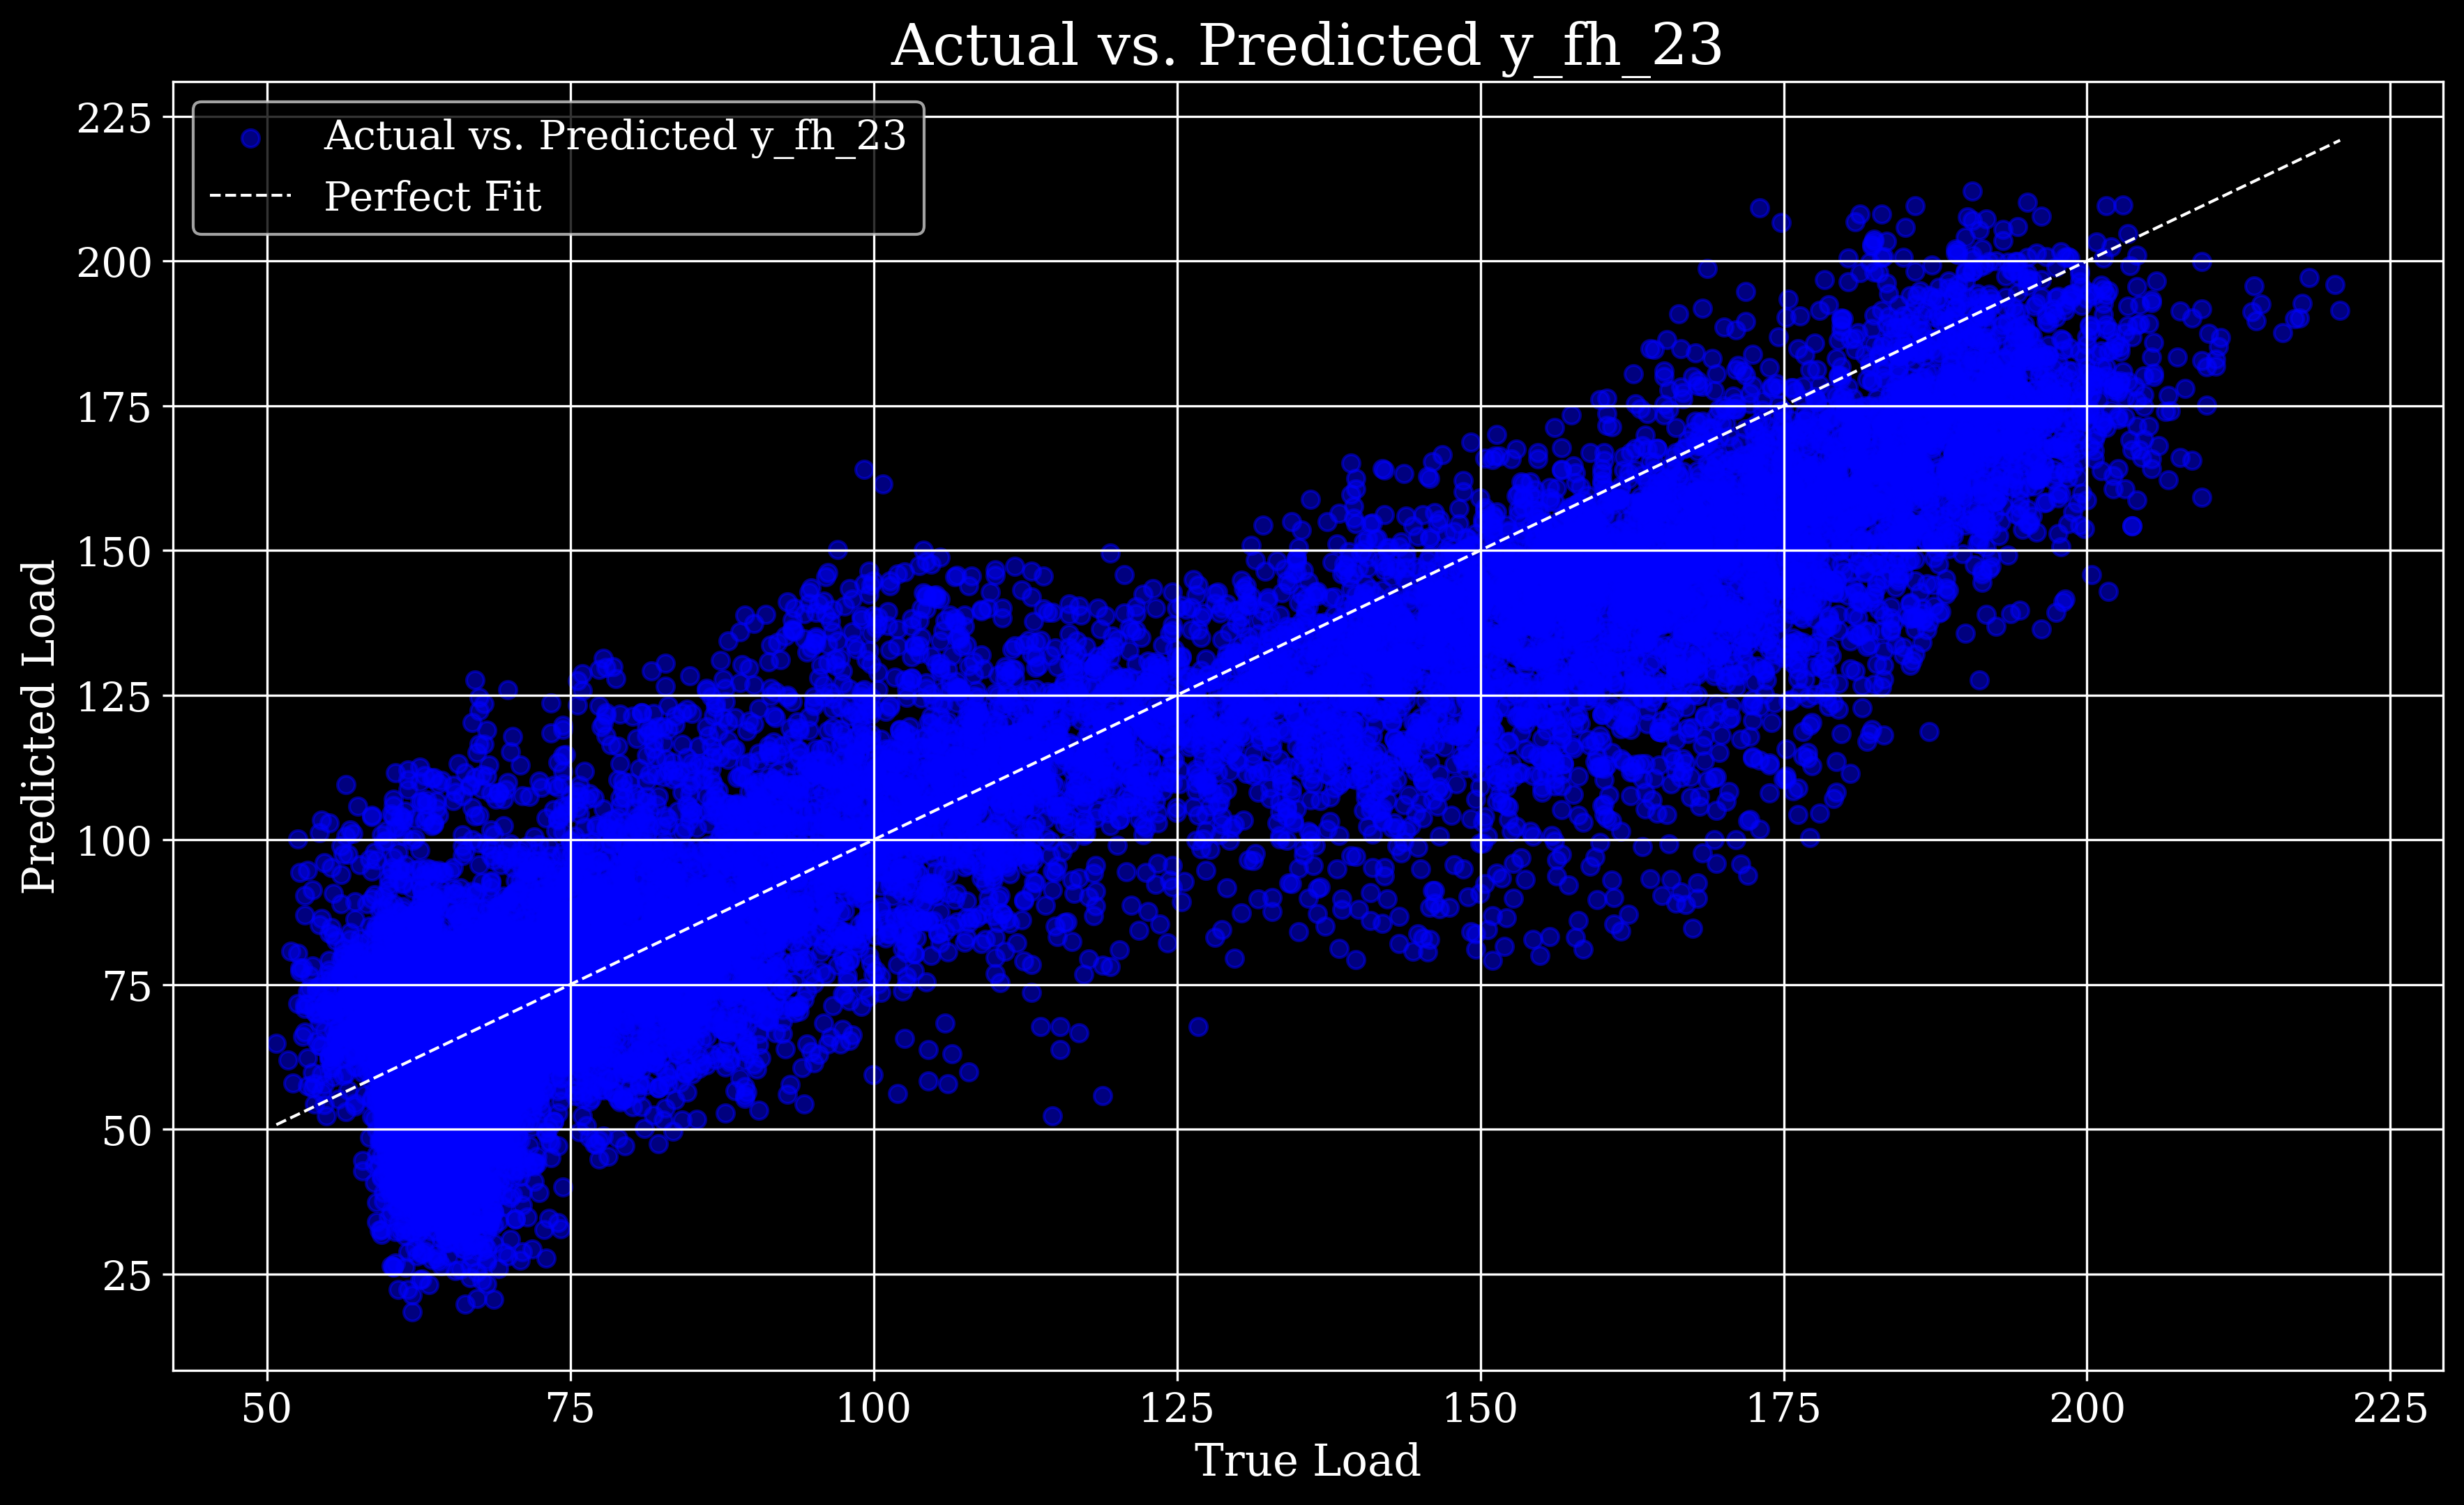 Actual vs. Predicted y_fh_23
Actual vs. Predicted y_fh_23
Perfect Fit
225
200
175
150
125
100
75
50
25
Predicted Load
50 75 100 125 150 175 200 225
True Load